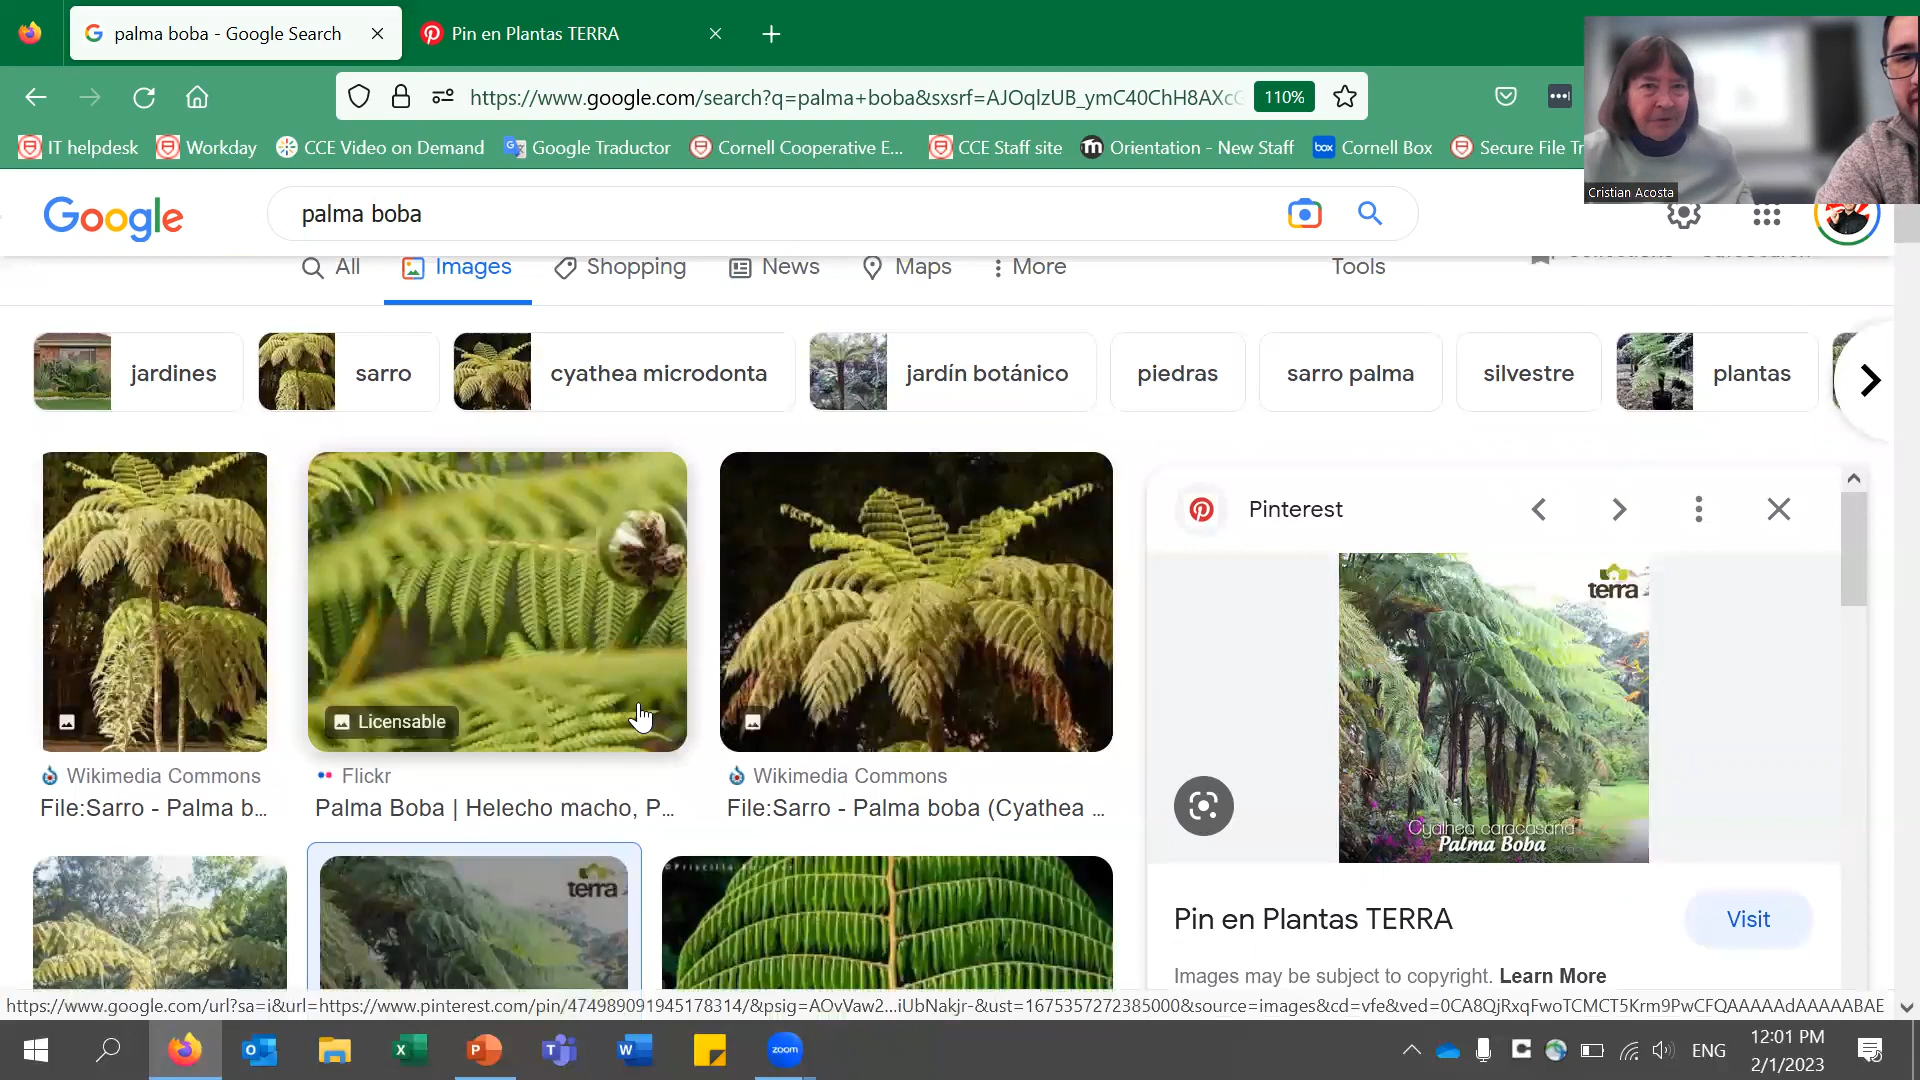 palma boba - Google Search
Pin en Plantas TERRA
https://www.google.com/search?q=palma+boba&sxsrf=AJOqlzUB_ymC40ChH8AXc
110%
IT helpdesk
Workday
CCE Video on Demand
Google Traductor
Cornell Cooperative E...
CCE Staff site
Orientation - New Staff
box
Cornell Box
Secure File Tr
Cristian Acosta
Google
palma boba
All
Images
Shopping
News
Maps
More
Tools
jardines
sarro
cyathea microdonta
jardín botánico
piedras
sarro palma
silvestre
plantas
Pinterest
terra
Licensable
Cyathea caracasana
Palma Boba
Wikimedia Commons
Flickr
Wikimedia Commons
File:Sarro - Palma b...
Palma Boba | Helecho macho, P...
File:Sarro - Palma boba (Cyathea ...
terra
Pin en Plantas TERRA
Visit
Images may be subject to copyright. Learn More
https://www.google.com/url?sa=i&url=https://www.pinterest.com/pin/474989091945178314/&psig=AOvVaw2...iUbNakjr-&ust=1675357272385000&source=images&cd=vfe&ved=0CA8QjRxqFwoTCMCT5Krm9PwCFQAAAAAdAAAAABAE
zoom
ENG
12:01 PM
2/1/2023